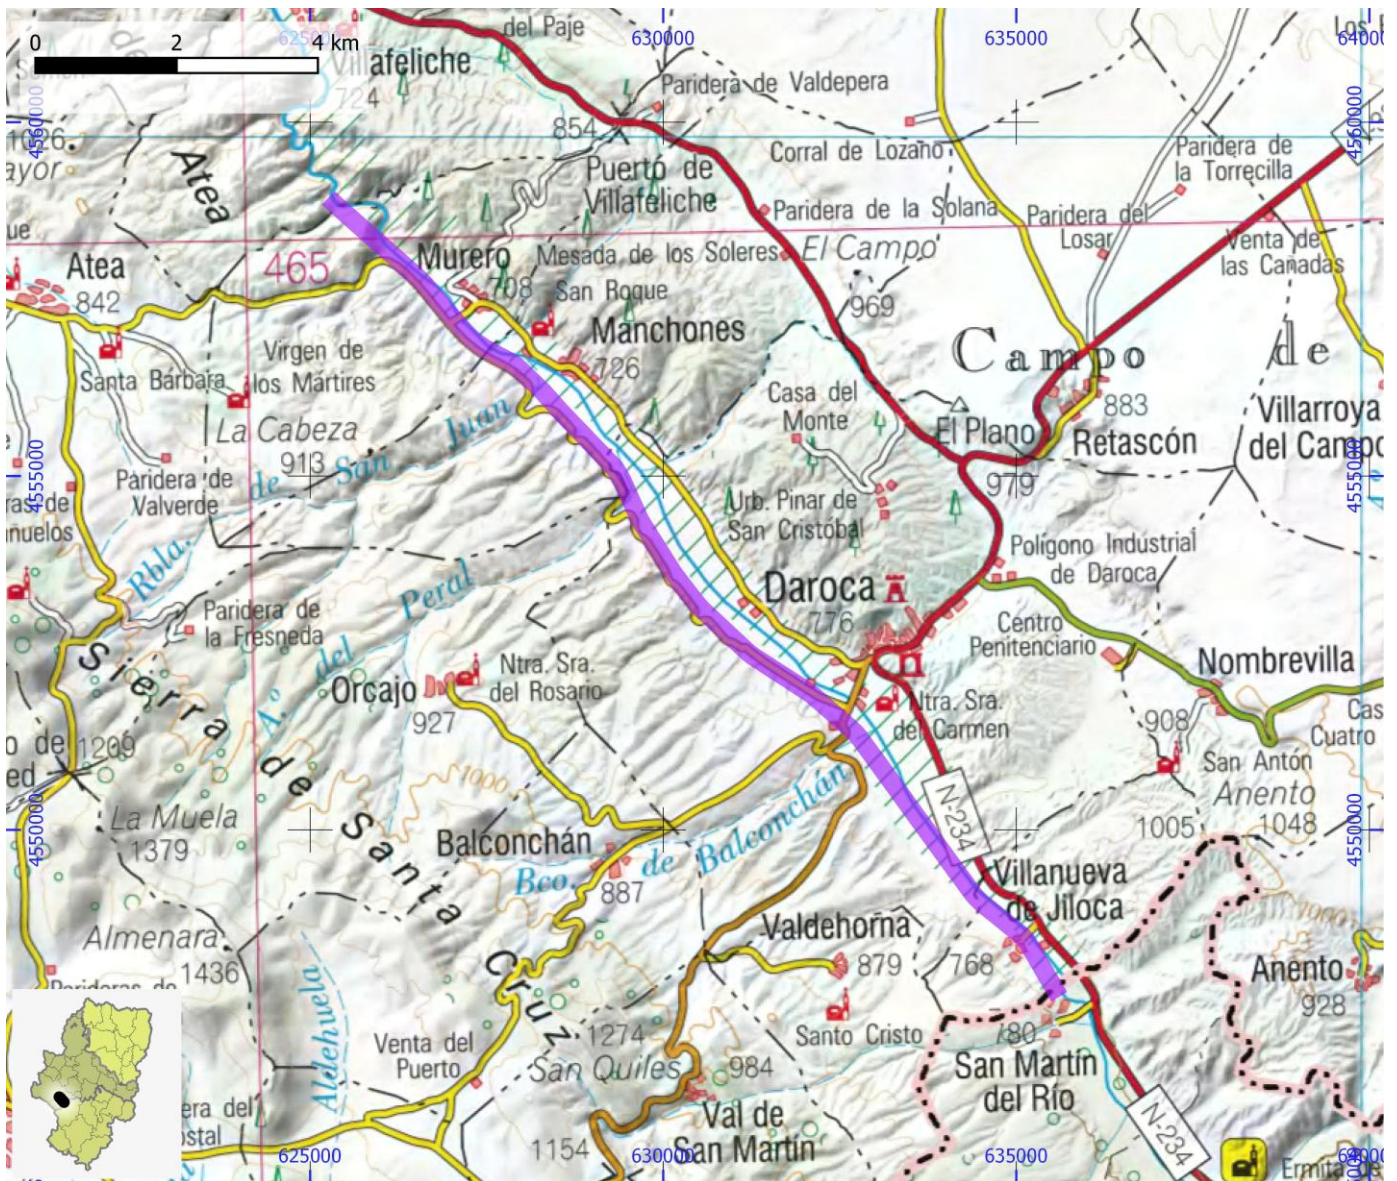 0 2 4 km
625000
630000
635000
del Paje
Villafeliche
724
Paridera de Valdepera
4560000
4560000
854
Atea
Puerto de
Villafeliche
Corral de Lozano
Paridera de
la Torrecilla
Paridera de la Solana
Paridera del
Losar
Murero
Mesada de los Soleres
El Campo
Venta de
las Cañadas
465
Atea
842
708
San Roque
969
Manchones
726
Campo de
Virgen de
los Mártires
Santa Bárbara
Casa del
Monte
883
Villarroya
del Campo
La Cabeza
913
El Plano
Retascón
979
Rbla. de San Juan
Paridera de
Valverde
4555000
4555000
Urb. Pinar de
San Cristóbal
Polígono Industrial
de Daroca
Daroca
776
Paridera de
la Fresneda
A.º del Peral
Centro
Penitenciario
Nombrevilla
Sierra de Santa Cruz
Orcajo
927
Ntra. Sra.
del Rosario
Ntra. Sra.
del Carmen
908
San Antón
Cuatro
1209
1000
Anento
1048
La Muela
1379
4550000
4550000
N-234
1005
Balconchán
887
Bco. de Balconchán
Villanueva
de Jiloca
768
Almenara
1436
Valdehorna
879
Anento
928
Aldehuela
Santo Cristo
780
San Martín
del Río
Venta del
Puerto
1274
San Quiles
984
Val de
San Martín
1154
N-234
Ermita de
625000
630000
635000